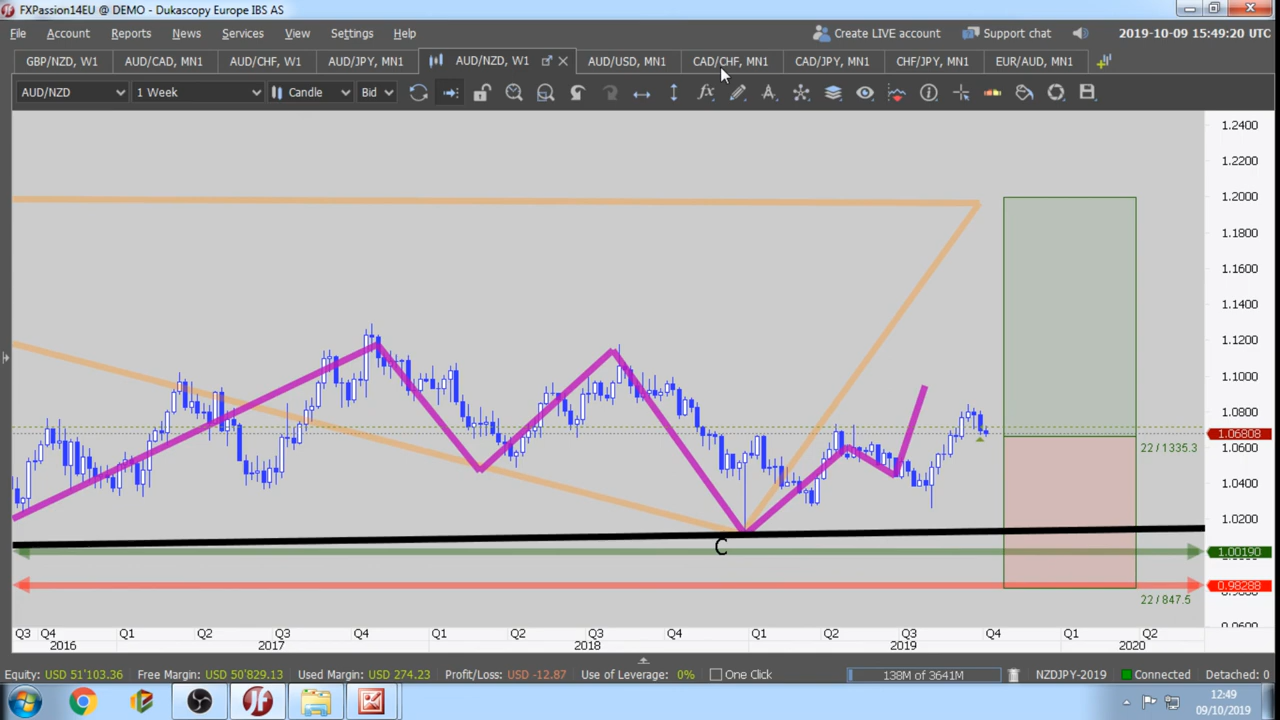 FXPassion14EU @ DEMO - Dukascopy Europe IBS AS
File Account Reports News Services View Settings Help Create LIVE account Support chat 2019-10-09 15:49:20 UTC
GBP/NZD, W1 AUD/CAD, MN1 AUD/CHF, W1 AUD/JPY, MN1 AUD/NZD, W1 AUD/USD, MN1 CAD/CHF, MN1 CAD/JPY, MN1 CHF/JPY, MN1 EUR/AUD, MN1
AUD/NZD 1 Week Candle Bid
1.2400
1.2200
1.2000
1.1800
1.1600
1.1400
1.1200
1.1000
1.0800
1.06808
22 / 1335.3
1.0600
1.0400
1.0200
C
1.00190
0.98288
22 / 847.5
Q3 Q4 Q1 Q2 Q3 Q4 Q1 Q2 Q3 Q4 Q1 Q2 Q3 Q4 Q1 Q2
2016 2017 2018 2019 2020
Equity: USD 51'103.36 Free Margin: USD 50'829.13 Used Margin: USD 274.23 Profit/Loss: USD -12.87 Use of Leverage: 0% One Click 138M of 3641M NZDJPY-2019 Connected Detached: 0
12:49
09/10/2019